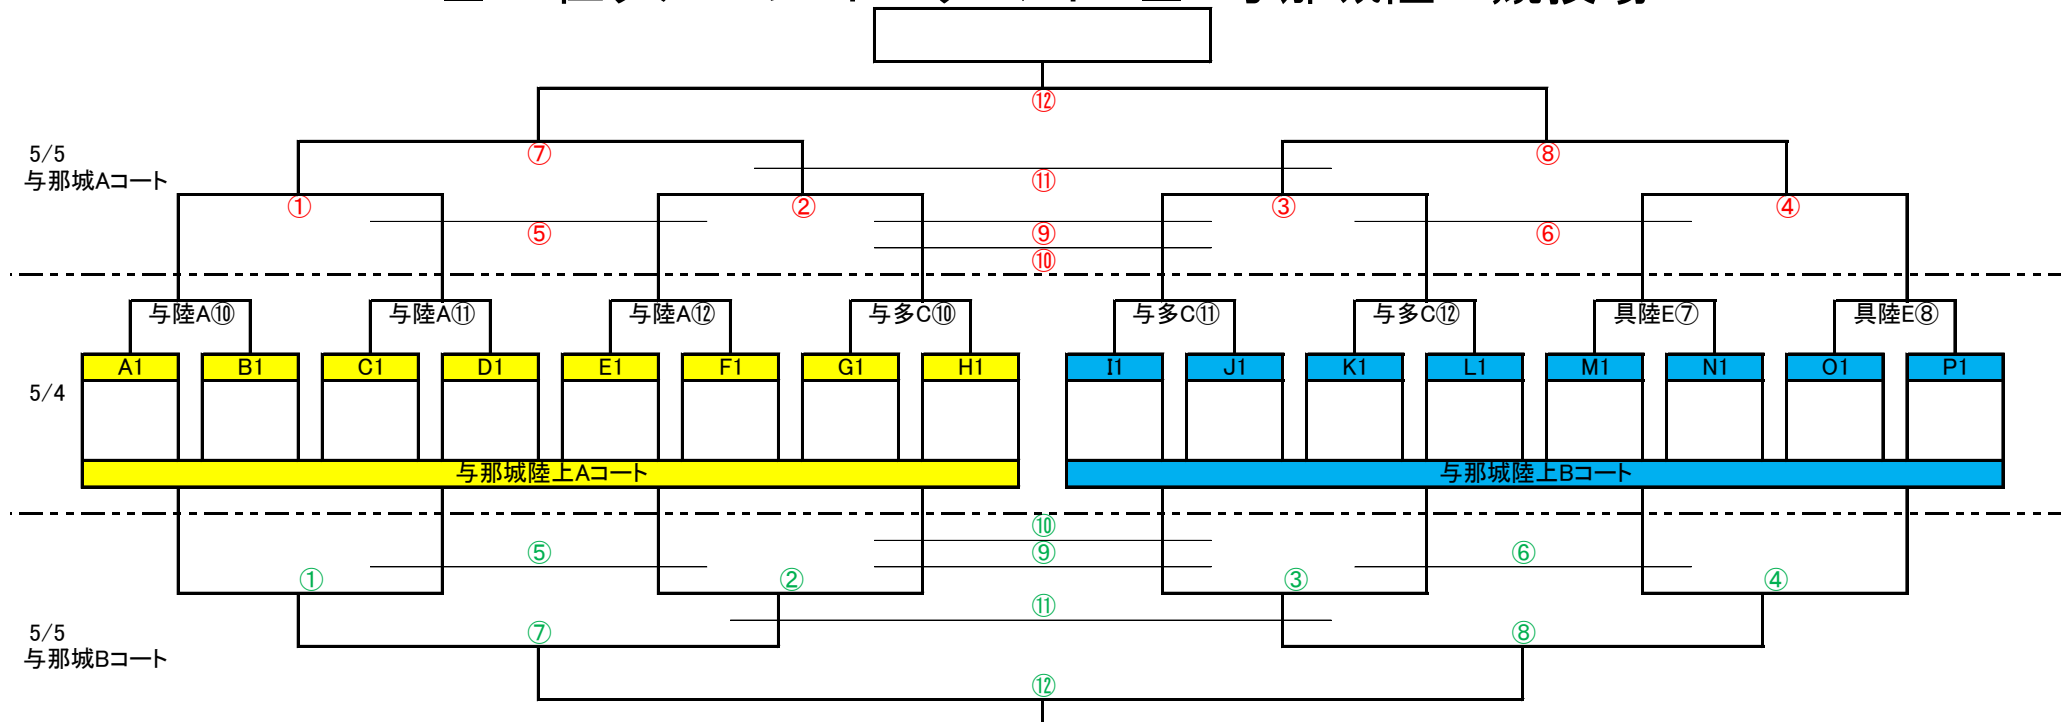 ⑫
5/5
与那城Aコート
⑦
⑧
⑪
①
②
③
④
⑤
⑨
⑥
⑩
与陸A⑩
与陸A⑪
与陸A⑫
与多C⑩
与多C⑪
与多C⑫
具陸E⑦
具陸E⑧
5/4
A1
B1
C1
D1
E1
F1
G1
H1
I1
J1
K1
L1
M1
N1
O1
P1
与那城陸上Aコート
与那城陸上Bコート
⑩
⑤
⑨
⑥
①
②
③
④
⑪
5/5
与那城Bコート
⑦
⑧
⑫